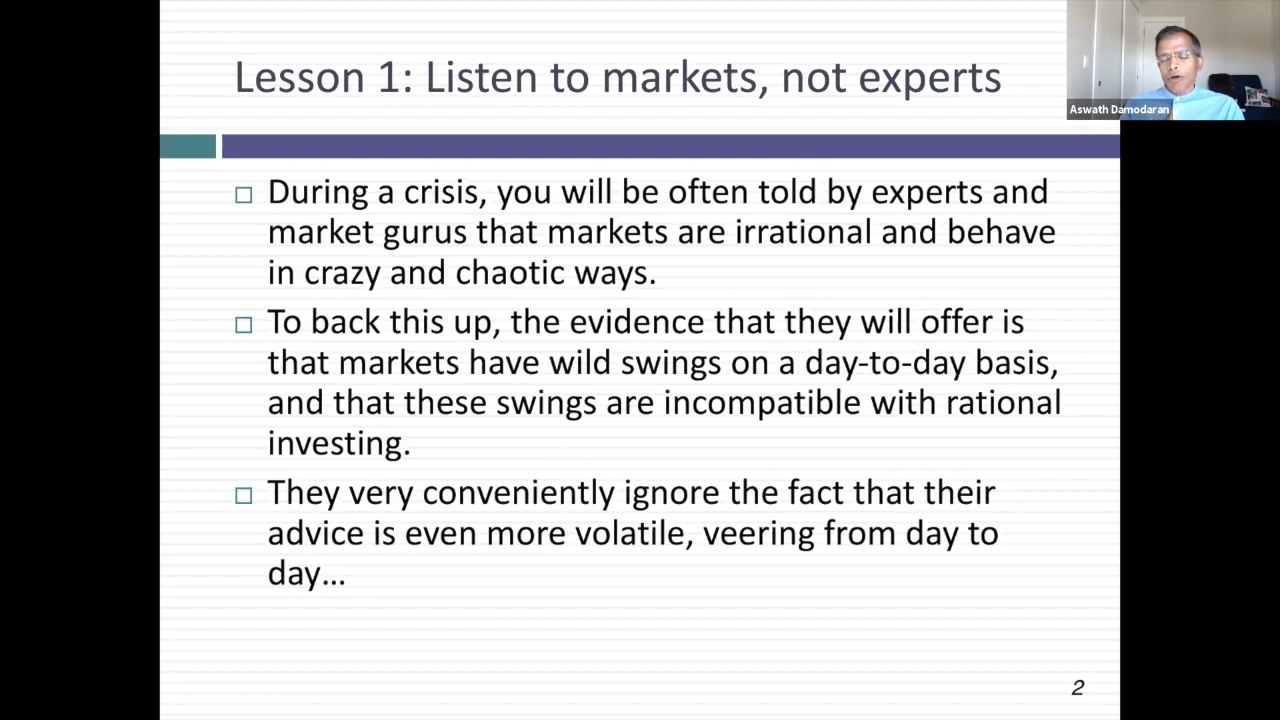 Lesson 1: Listen to markets, not experts
Aswath Damodaran
□ During a crisis, you will be often told by experts and
market gurus that markets are irrational and behave
in crazy and chaotic ways.
□ To back this up, the evidence that they will offer is
that markets have wild swings on a day-to-day basis,
and that these swings are incompatible with rational
investing.
□ They very conveniently ignore the fact that their
advice is even more volatile, veering from day to
day…
2